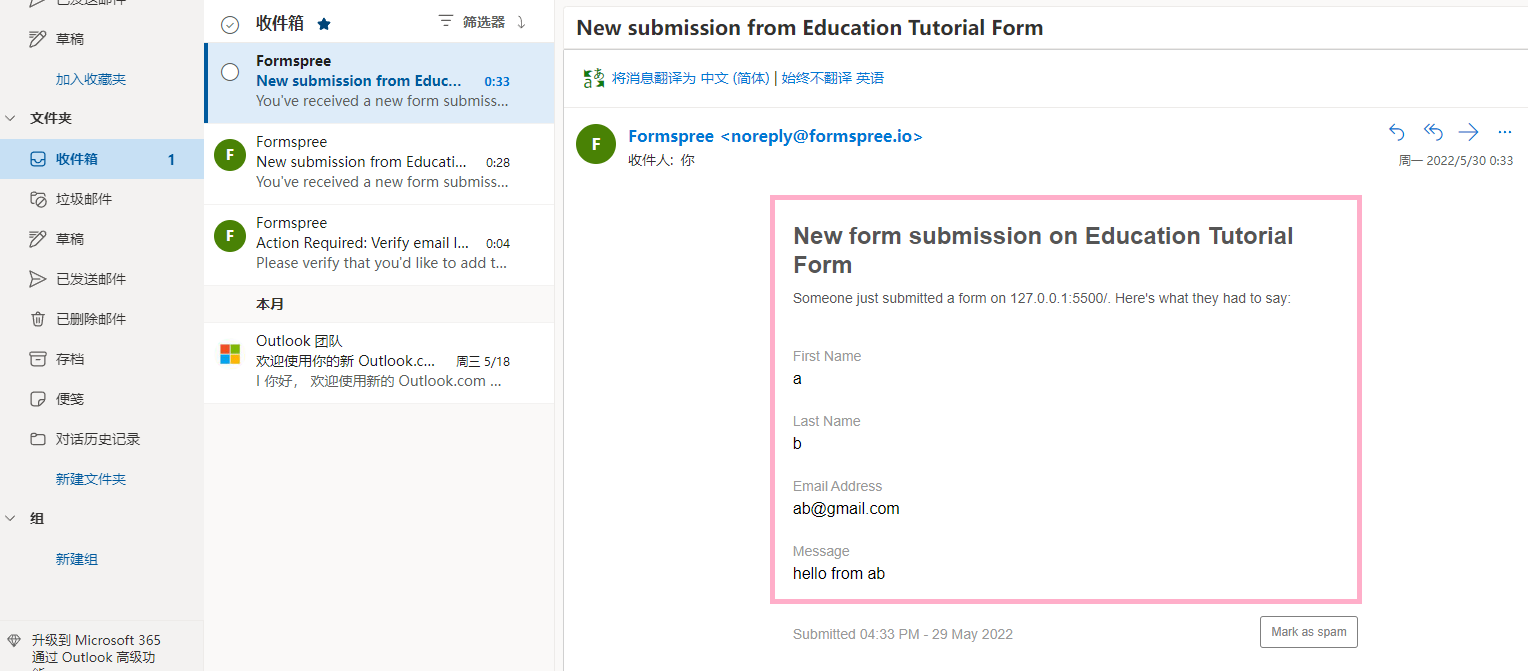 已发送邮件
草稿
加入收藏夹
文件夹
收件箱 1
垃圾邮件
草稿
已发送邮件
已删除邮件
存档
便笺
对话历史记录
新建文件夹
组
新建组
升级到 Microsoft 365
通过 Outlook 高级功
收件箱 筛选器
Formspree
New submission from Educ... 0:33
You've received a new form submiss...
F
Formspree
New submission from Educati... 0:28
You've received a new form submiss...
F
Formspree
Action Required: Verify email l... 0:04
Please verify that you'd like to add t...
本月
Outlook 团队
欢迎使用你的新 Outlook.c... 周三 5/18
l 你好， 欢迎使用新的 Outlook.com ...
New submission from Education Tutorial Form
将消息翻译为 中文 (简体) | 始终不翻译 英语
F
Formspree <noreply@formspree.io>
收件人: 你
周一 2022/5/30 0:33
New form submission on Education Tutorial
Form
Someone just submitted a form on 127.0.0.1:5500/. Here's what they had to say:
First Name
a
Last Name
b
Email Address
ab@gmail.com
Message
hello from ab
Submitted 04:33 PM - 29 May 2022
Mark as spam